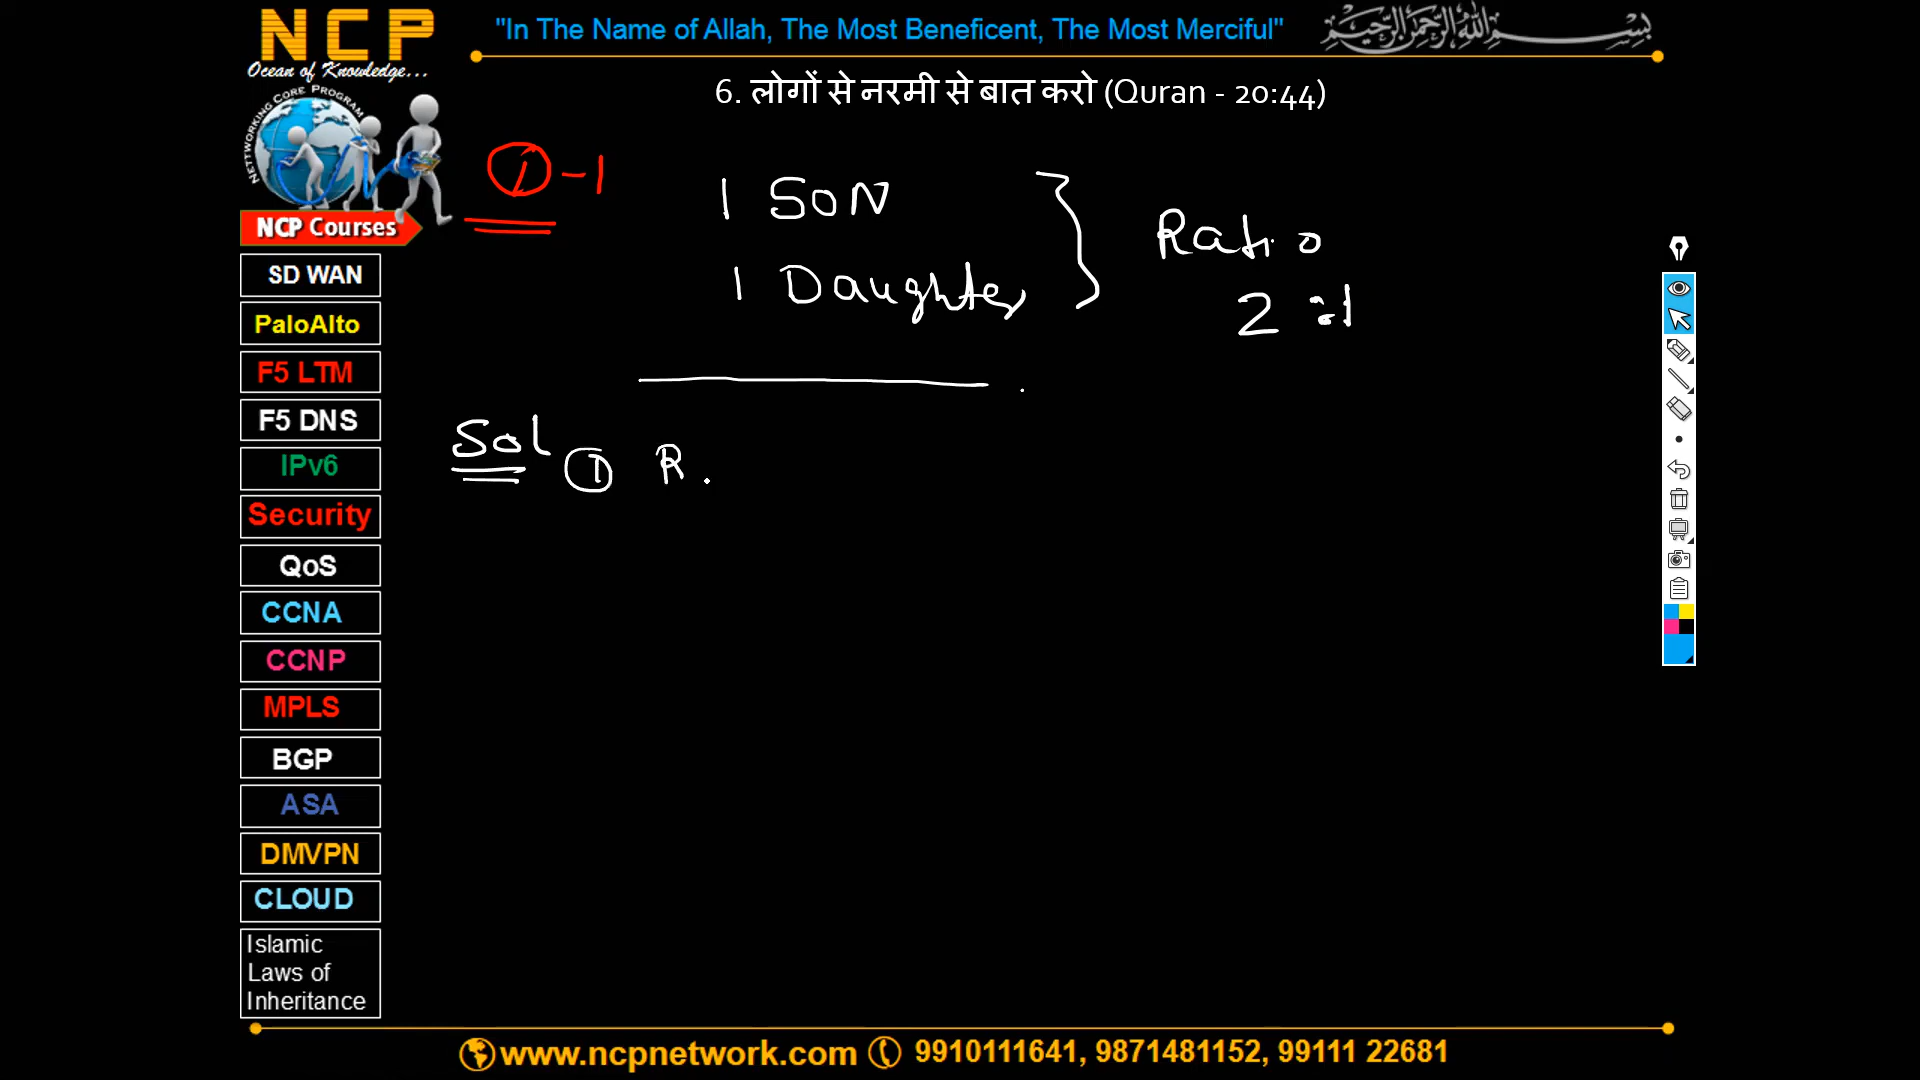 NCP
Ocean of Knowledge...
NETTWORKING CORE PROGRAM
NCP Courses
"In The Name of Allah, The Most Beneficent, The Most Merciful"
بسم الله الرحمن الرحيم
6. लोगों से नरमी से बात करो (Quran - 20:44)
① - 1
1 SON
1 Daughter
Ratio
2 : 1
Sol ① R.
SD WAN
PaloAlto
F5 LTM
F5 DNS
IPv6
Security
QoS
CCNA
CCNP
MPLS
BGP
ASA
DMVPN
CLOUD
Islamic
Laws of
Inheritance
www.ncpnetwork.com 9910111641, 9871481152, 99111 22681